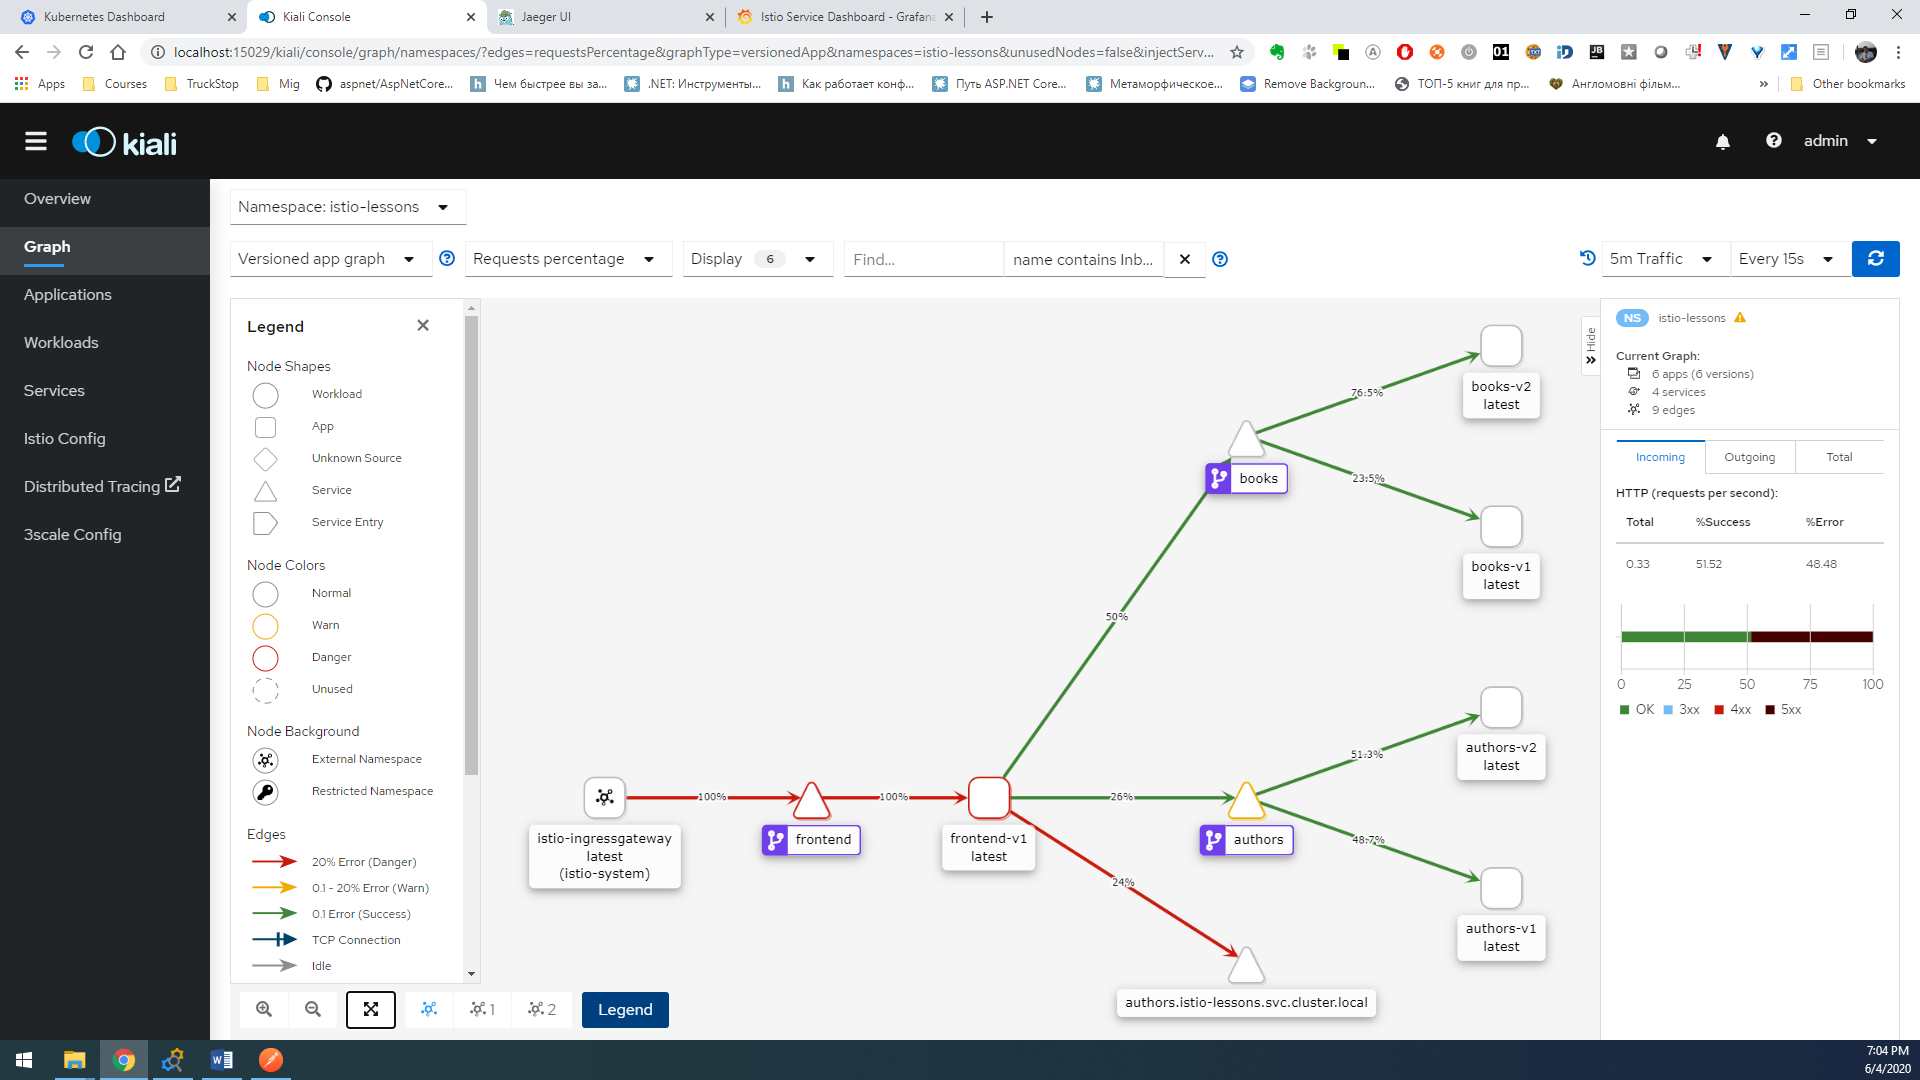 Kubernetes Dashboard
Kiali Console
Jaeger UI
Istio Service Dashboard - Grafana
localhost:15029/kiali/console/graph/namespaces/?edges=requestsPercentage&graphType=versionedApp&namespaces=istio-lessons&unusedNodes=false&injectServ...
Apps
Courses
TruckStop
Mig
aspnet/AspNetCore...
Чем быстрее вы за...
.NET: Инструменты...
Как работает конф...
Путь ASP.NET Core...
Метаморфическое...
Remove Backgroun...
ТОП-5 книг для пр...
Англомовні фільм...
»
Other bookmarks
kiali
admin
Overview
Graph
Applications
Workloads
Services
Istio Config
Distributed Tracing
3scale Config
Namespace: istio-lessons
Versioned app graph
Requests percentage
Display 6
Find...
name contains Inb...
5m Traffic
Every 15s
Legend
Node Shapes
Workload
App
Unknown Source
Service
Service Entry
Node Colors
Normal
Warn
Danger
Unused
Node Background
External Namespace
Restricted Namespace
Edges
20% Error (Danger)
0.1 - 20% Error (Warn)
0.1 Error (Success)
TCP Connection
Idle
istio-ingressgateway
latest
(istio-system)
100%
frontend
100%
frontend-v1
latest
50%
26%
24%
books
76.5%
23.5%
books-v2
latest
books-v1
latest
authors
51.3%
48.7%
authors-v2
latest
authors-v1
latest
authors.istio-lessons.svc.cluster.local
1
2
Legend
Hide
NS istio-lessons
Current Graph:
6 apps (6 versions)
4 services
9 edges
Incoming
Outgoing
Total
HTTP (requests per second):
Total %Success %Error
0.33 51.52 48.48
0 25 50 75 100
OK 3xx 4xx 5xx
7:04 PM
6/4/2020